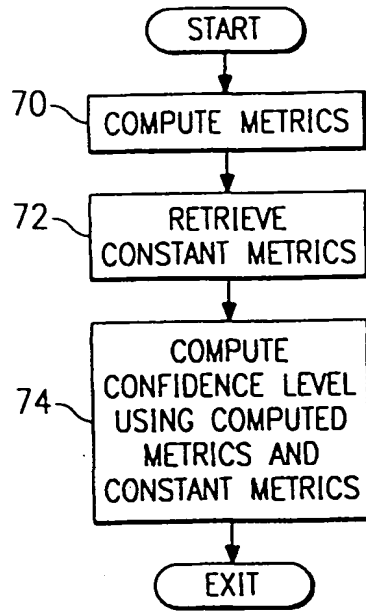 START
70
COMPUTE METRICS
72
RETRIEVE
CONSTANT METRICS
74
COMPUTE
CONFIDENCE LEVEL
USING COMPUTED
METRICS AND
CONSTANT METRICS
EXIT